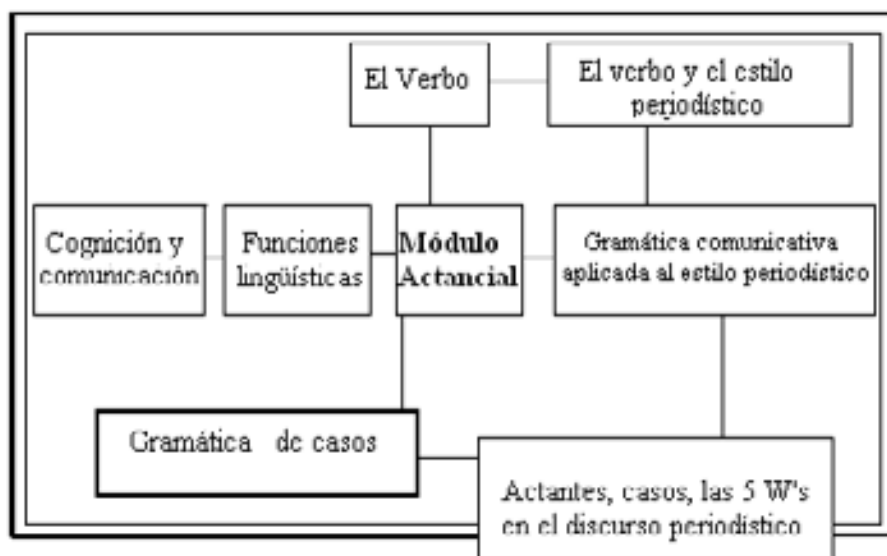 El Verbo
El verbo y el estilo
periodístico
Cognición y
comunicación
Funciones
lingüísticas
Módulo
Actancial
Gramática comunicativa
aplicada al estilo periodístico
Gramática de casos
Actantes, casos, las 5 W's
en el discurso periodístico